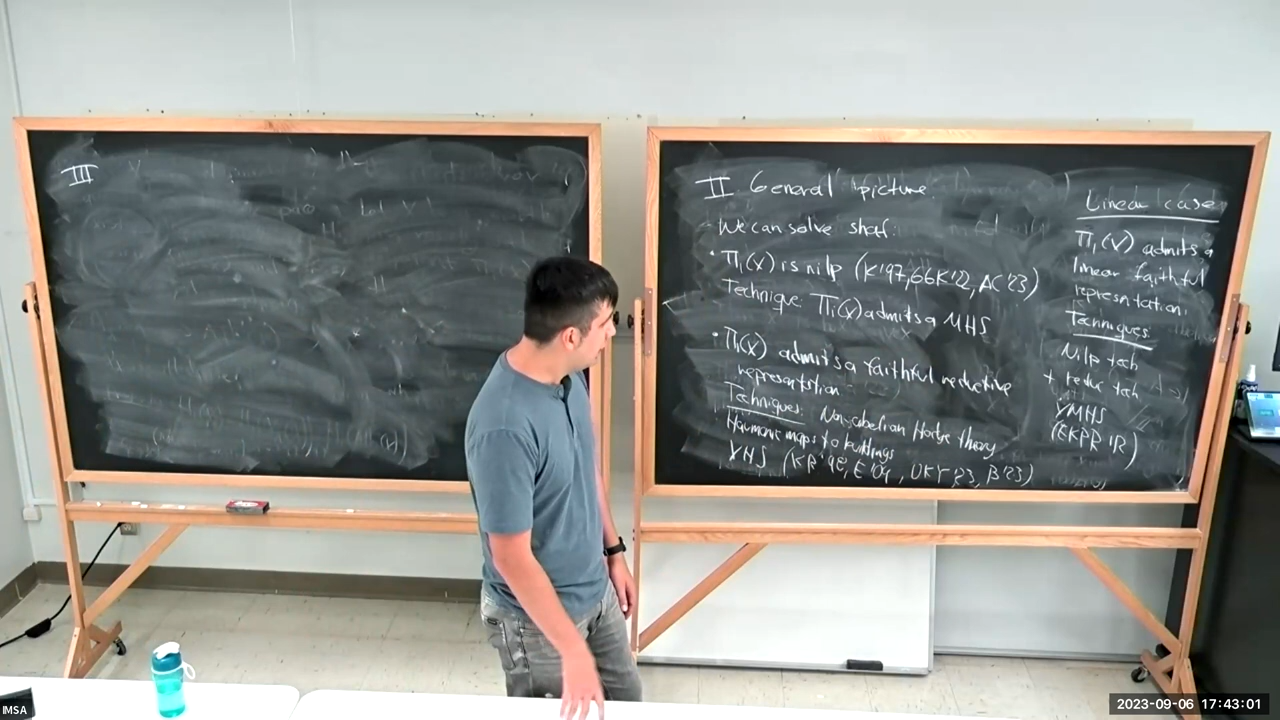 III
II General picture.
We can solve shaf:
• Π₁(X) is nilp (K'97, GGK'22, AC'23)
Technique: Π₁(X) admits a MHS
• Π₁(X) admits a faithful reductive
representation
Techniques: Nonabelian Hodge theory
Harmonic maps to buildings
VHS (KR'98, E'04, DKY'23, B'23)
Linear case
Π₁(X) admits a
linear faithful
representation.
Techniques:
Nilp tech
+ reduc tech
VMHS
(EKPR'12)
IMSA
2023-09-06 17:43:01